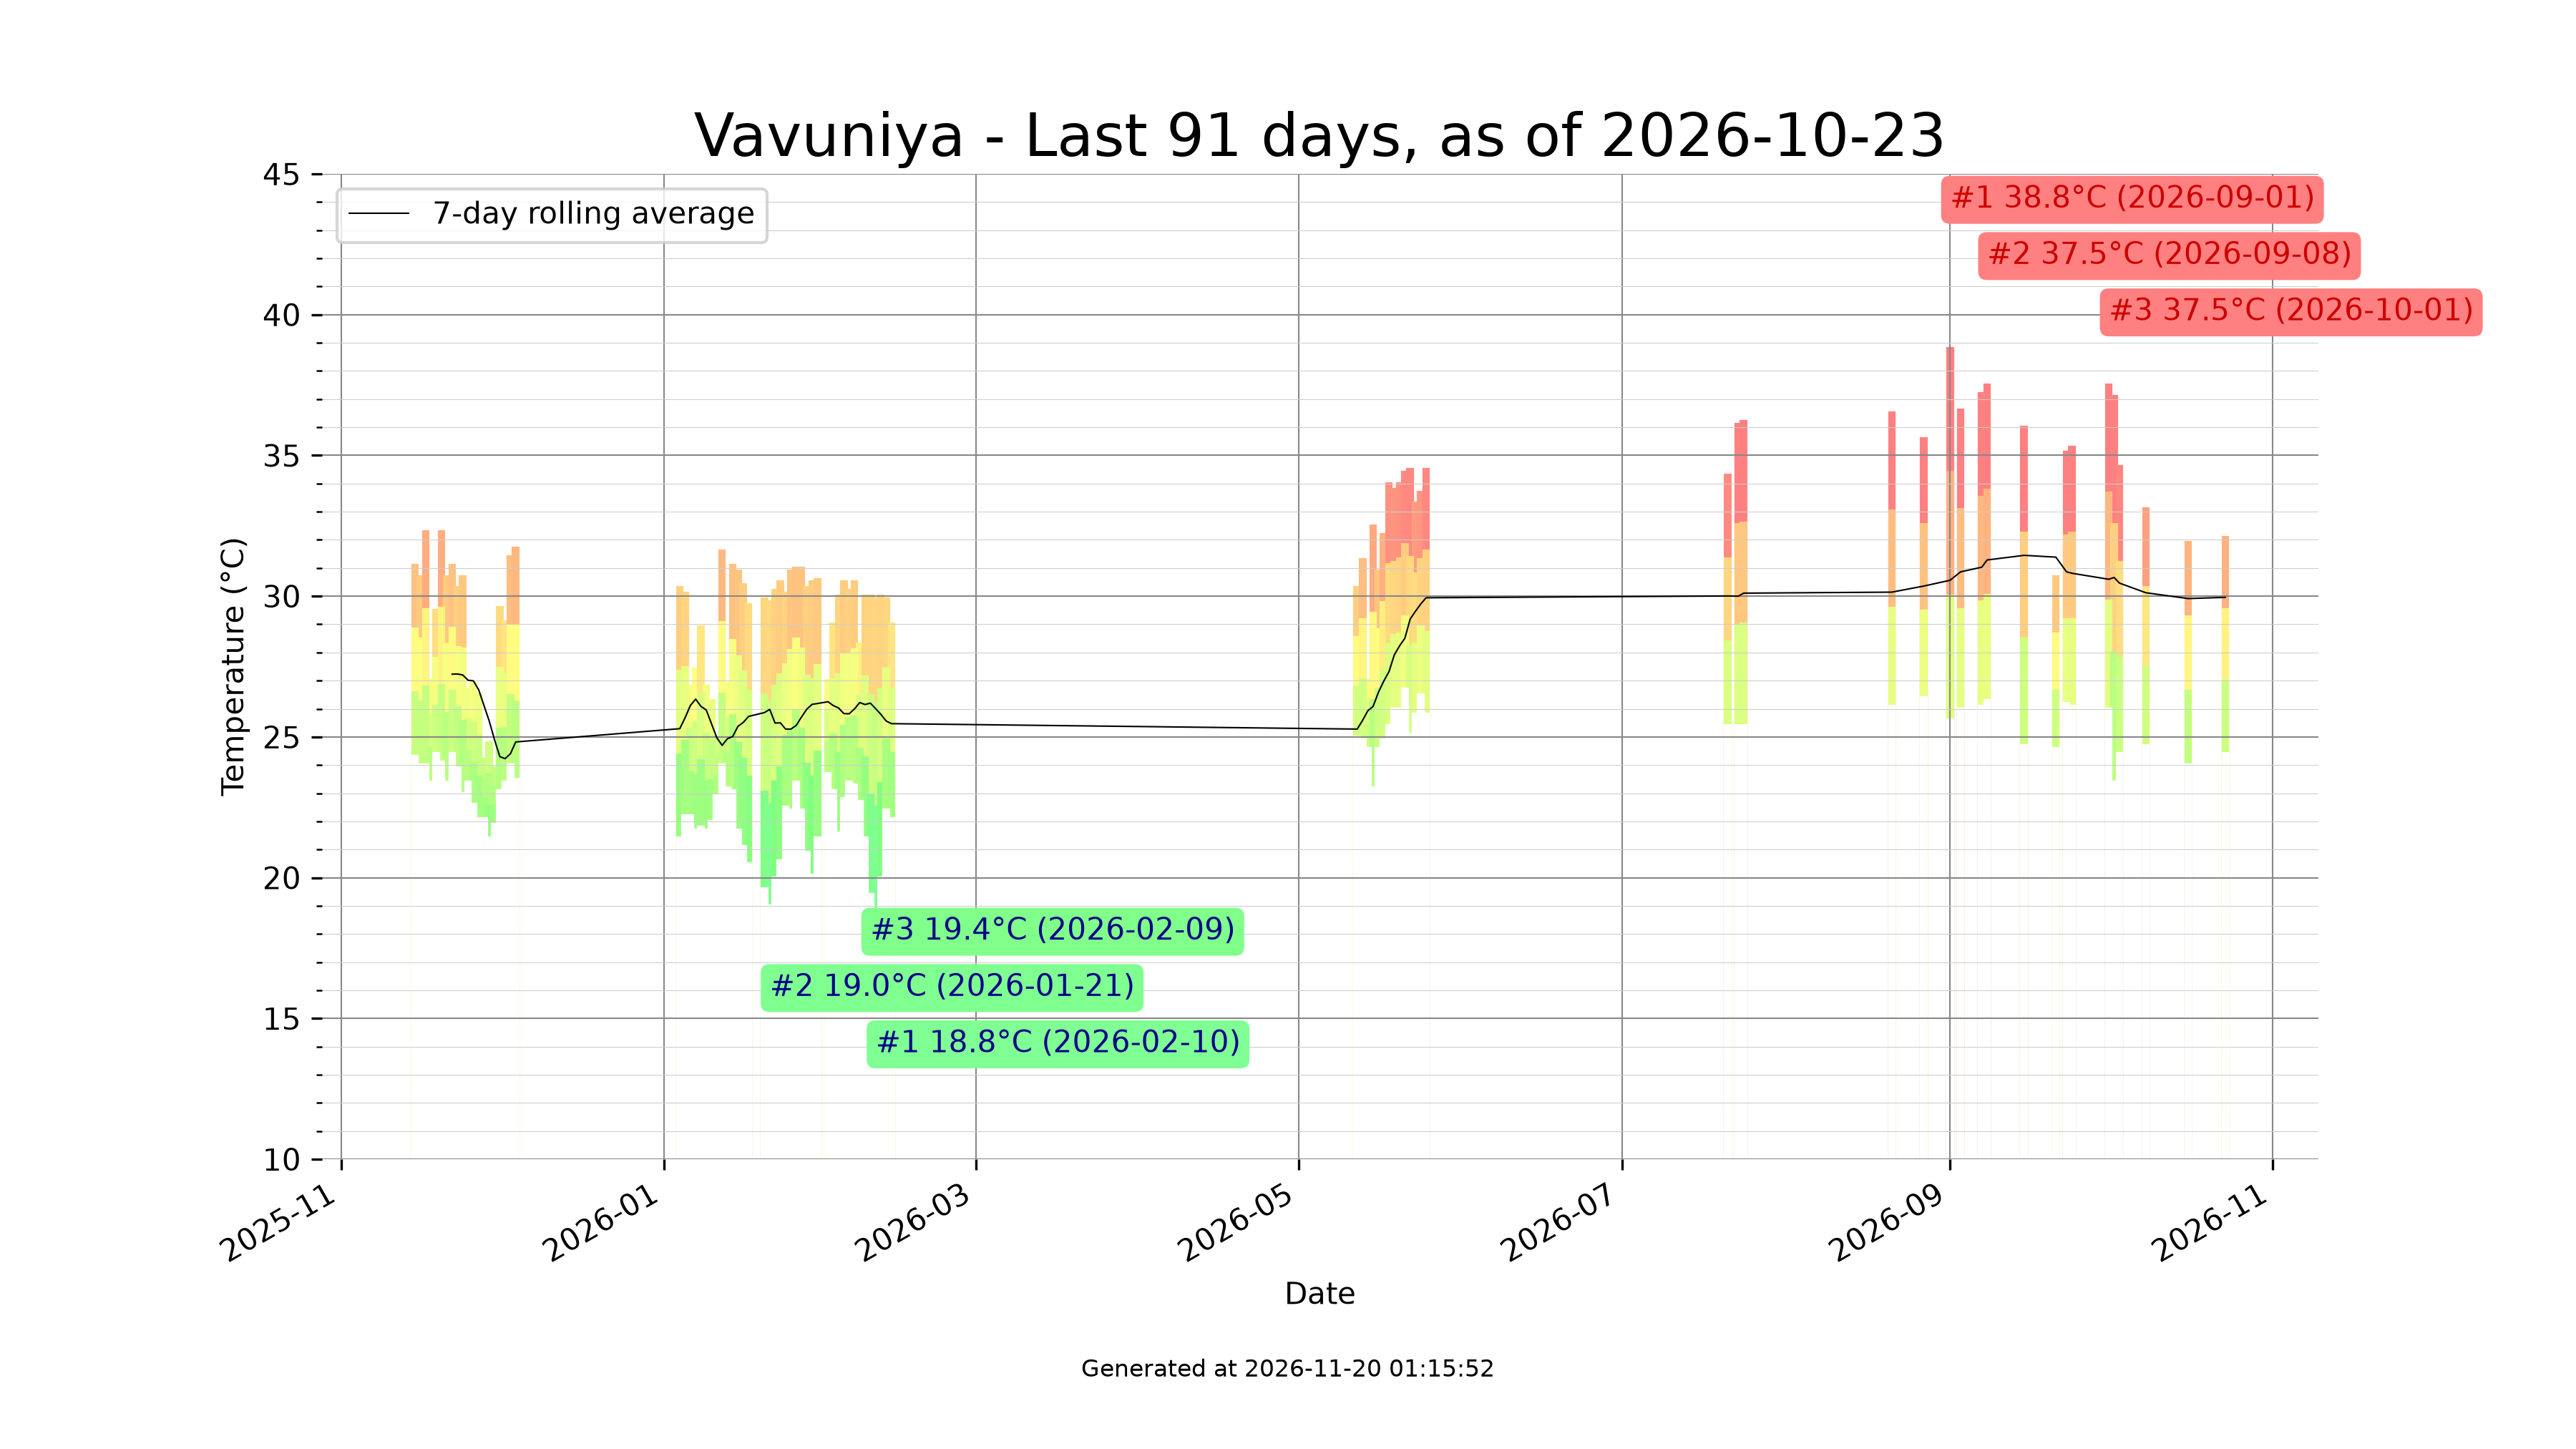 Vavuniya - Last 91 days, as of 2026-10-23
7-day rolling average
#1 38.8°C (2026-09-01)
#2 37.5°C (2026-09-08)
#3 37.5°C (2026-10-01)
45
40
35
30
25
20
15
10
Temperature (°C)
#3 19.4°C (2026-02-09)
#2 19.0°C (2026-01-21)
#1 18.8°C (2026-02-10)
2025-11
2026-01
2026-03
2026-05
2026-07
2026-09
2026-11
Date
Generated at 2026-11-20 01:15:52